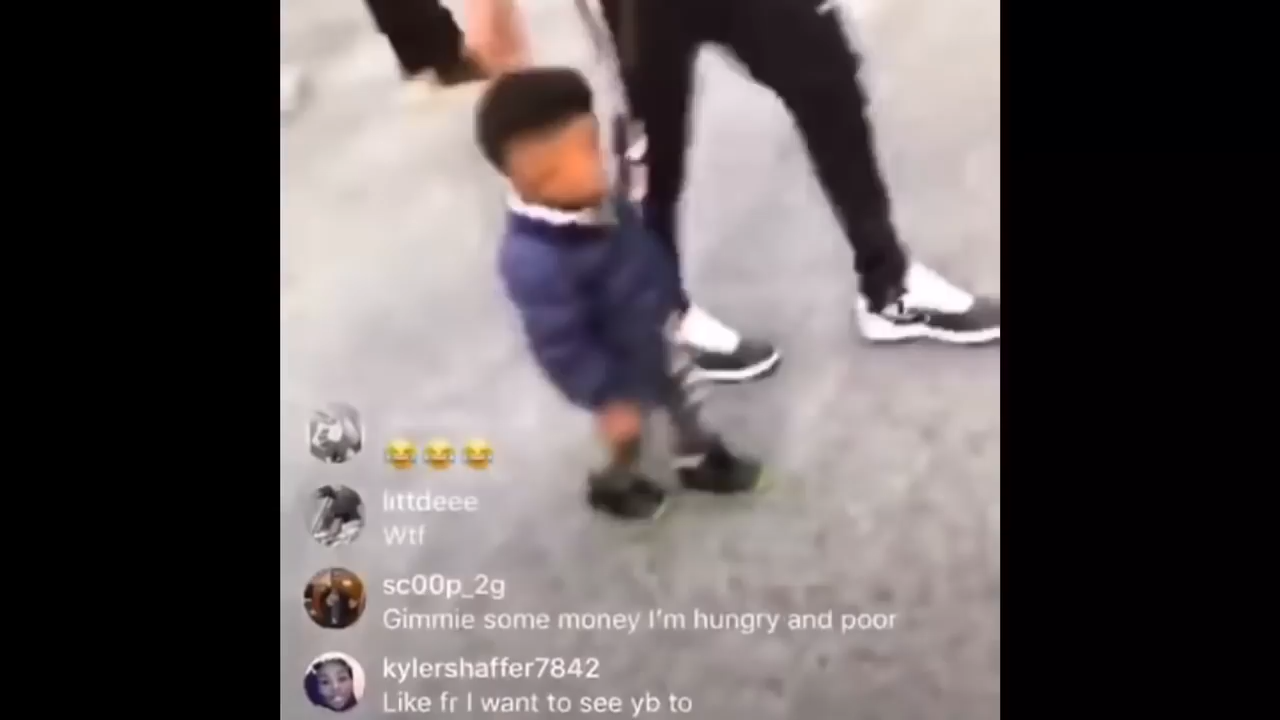 😂😂😂
littdeee
Wtf
sc00p_2g
Gimmie some money I'm hungry and poor
kylershaffer7842
Like fr I want to see yb to